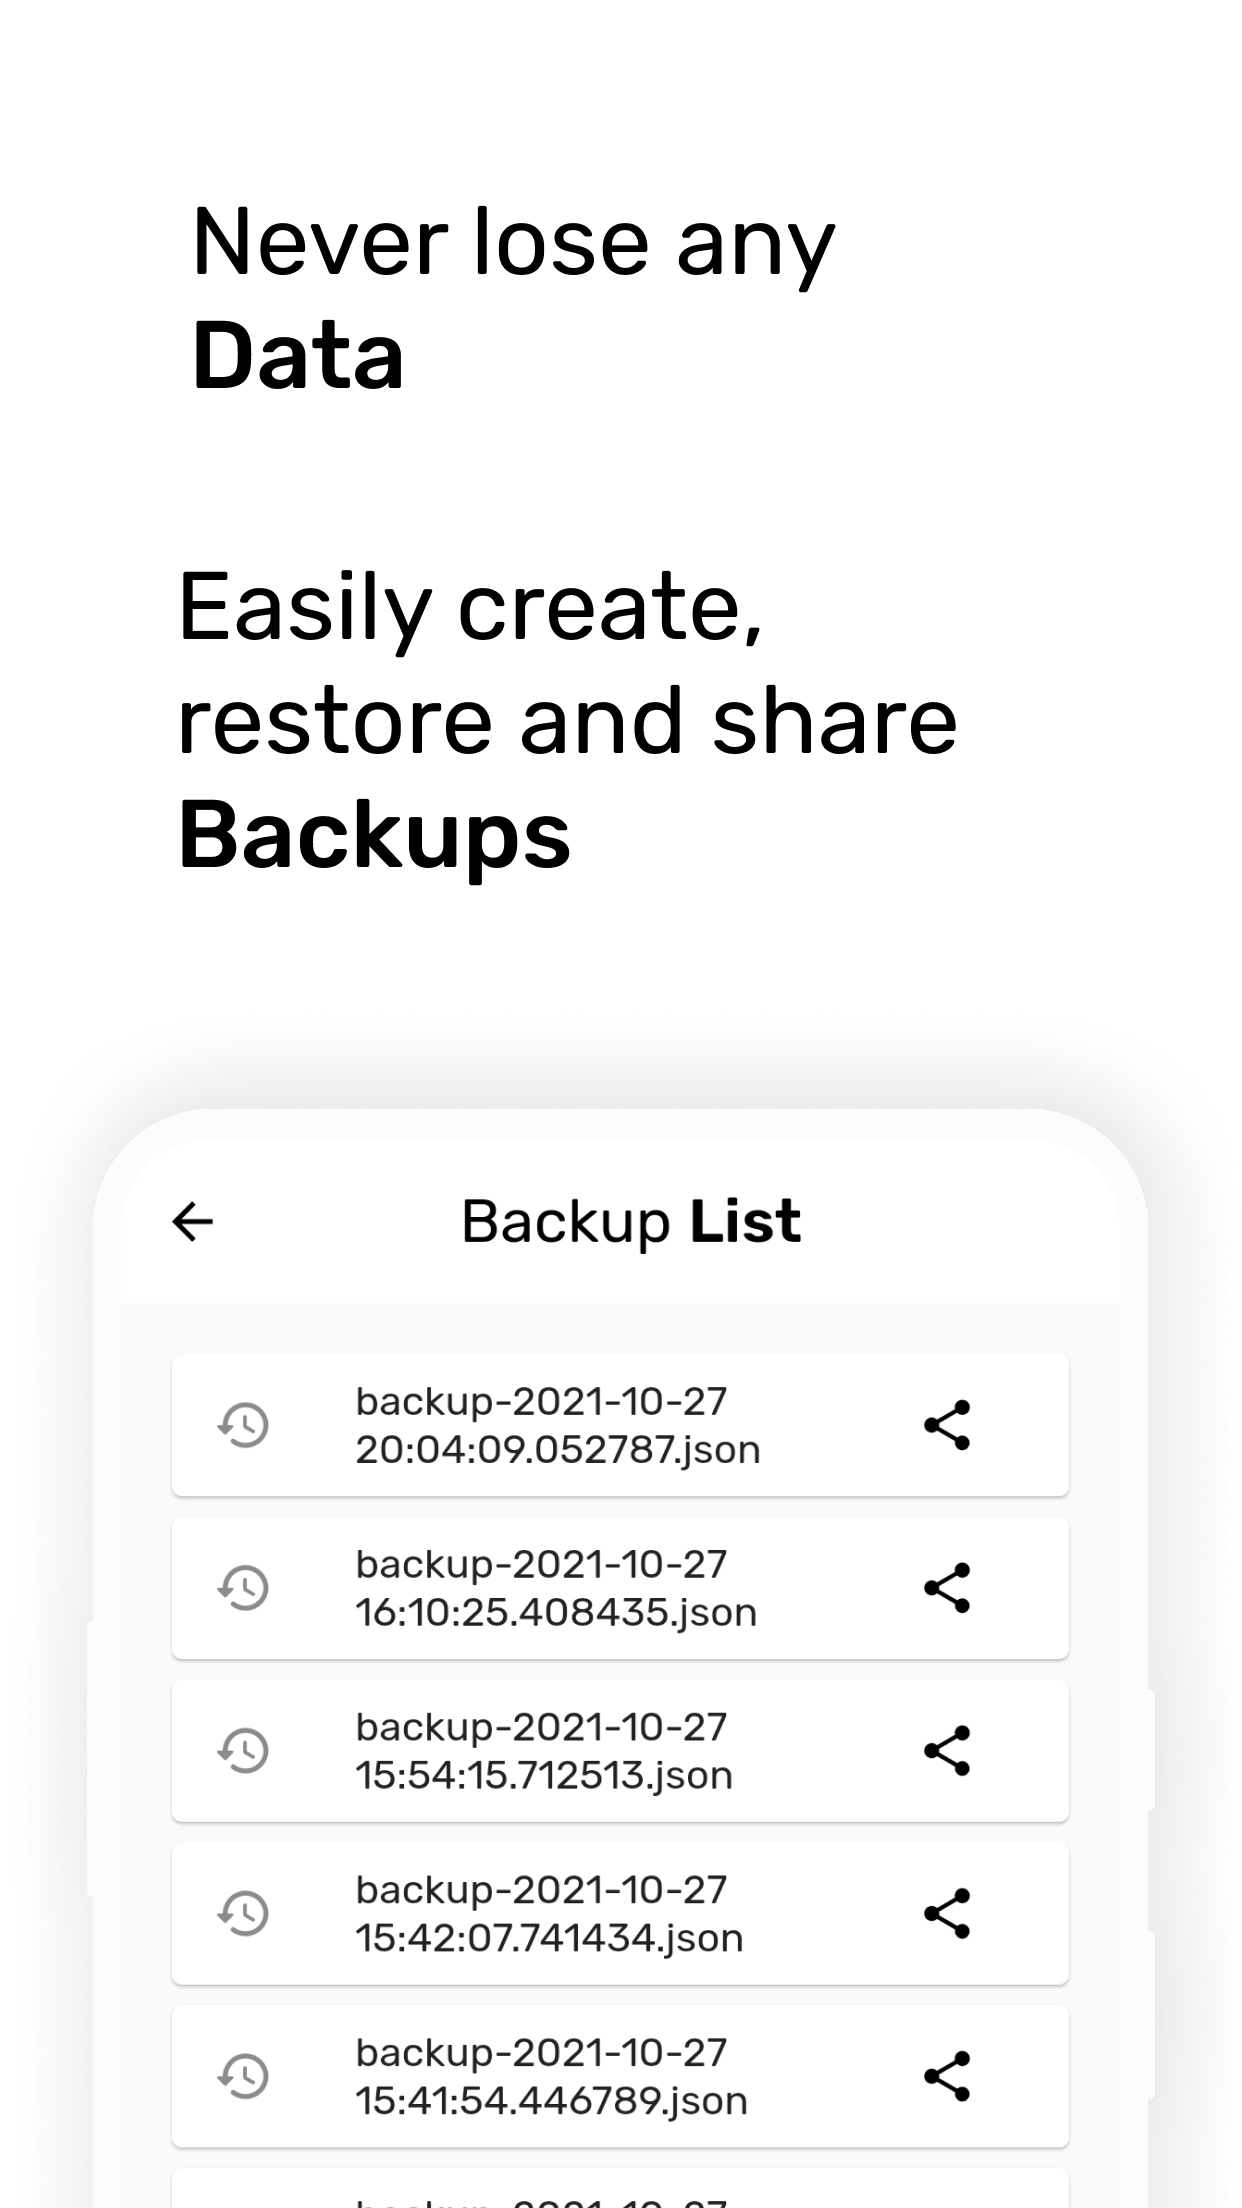 Never lose any
Data
Easily create,
restore and share
Backups
Backup List
backup-2021-10-27
20:04:09.052787.json
backup-2021-10-27
16:10:25.408435.json
backup-2021-10-27
15:54:15.712513.json
backup-2021-10-27
15:42:07.741434.json
backup-2021-10-27
15:41:54.446789.json